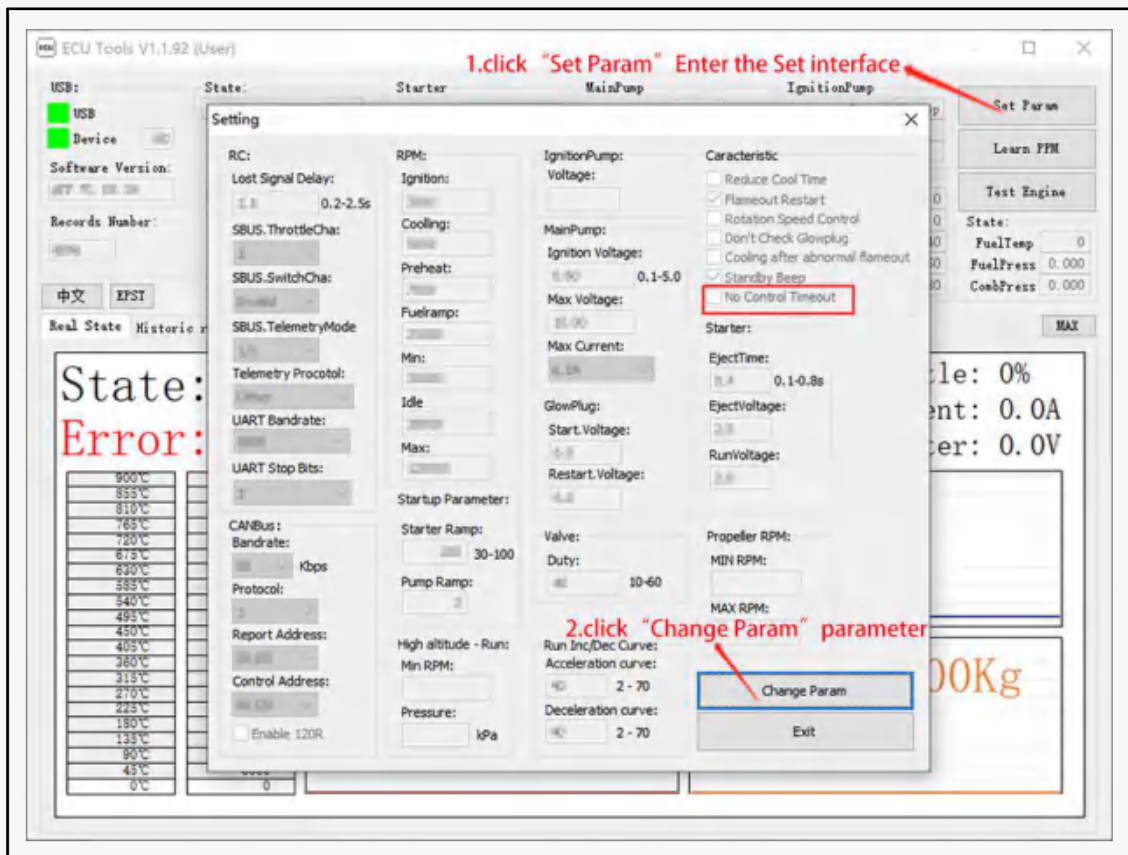 ECU Tools V1.1.92 (User)
1.click “Set Param” Enter the Set interface
USB:
USB
Device
Software Version:
Records Number:
中文
EPST
Real State
State:
Starter
MainPump
IgnitionPump
Set Param
Learn PPM
Test Engine
State:
FuelTemp 0
FuelPress 0.000
CombPress 0.000
MAX
Setting
RC:
Lost Signal Delay:
0.2-2.5s
SBUS.ThrottleCha:
SBUS.SwitchCha:
SBUS.TelemetryMode
Telemetry Procotol:
UART Bandrate:
UART Stop Bits:
CANBus:
Bandrate:
Kbps
Protocol:
Report Address:
Control Address:
Enable 120R
RPM:
Ignition:
Cooling:
Preheat:
Fuelramp:
Min:
Idle
Max:
Startup Parameter:
Starter Ramp:
30-100
Pump Ramp:
High altitude - Run:
Min RPM:
Pressure:
kPa
IgnitionPump:
Voltage:
MainPump:
Ignition Voltage:
0.1-5.0
Max Voltage:
Max Current:
GlowPlug:
Start.Voltage:
Restart.Voltage:
Valve:
Duty:
10-60
Run Inc/Dec Curve:
Acceleration curve:
2 - 70
Deceleration curve:
2 - 70
Caracteristic
Reduce Cool Time
Flameout Restart
Rotation Speed Control
Don't Check Glowplug
Cooling after abnormal flameout
Standby Beep
No Control Timeout
Starter:
EjectTime:
0.1-0.8s
EjectVoltage:
RunVoltage:
Propeller RPM:
MIN RPM:
MAX RPM:
2.click “Change Param” parameter
Change Param
Exit
State:
Error:
0%
0.0A
0.0V
900℃
855℃
810℃
765℃
720℃
675℃
630℃
585℃
540℃
495℃
450℃
405℃
360℃
315℃
270℃
225℃
180℃
135℃
90℃
45℃
0℃
0